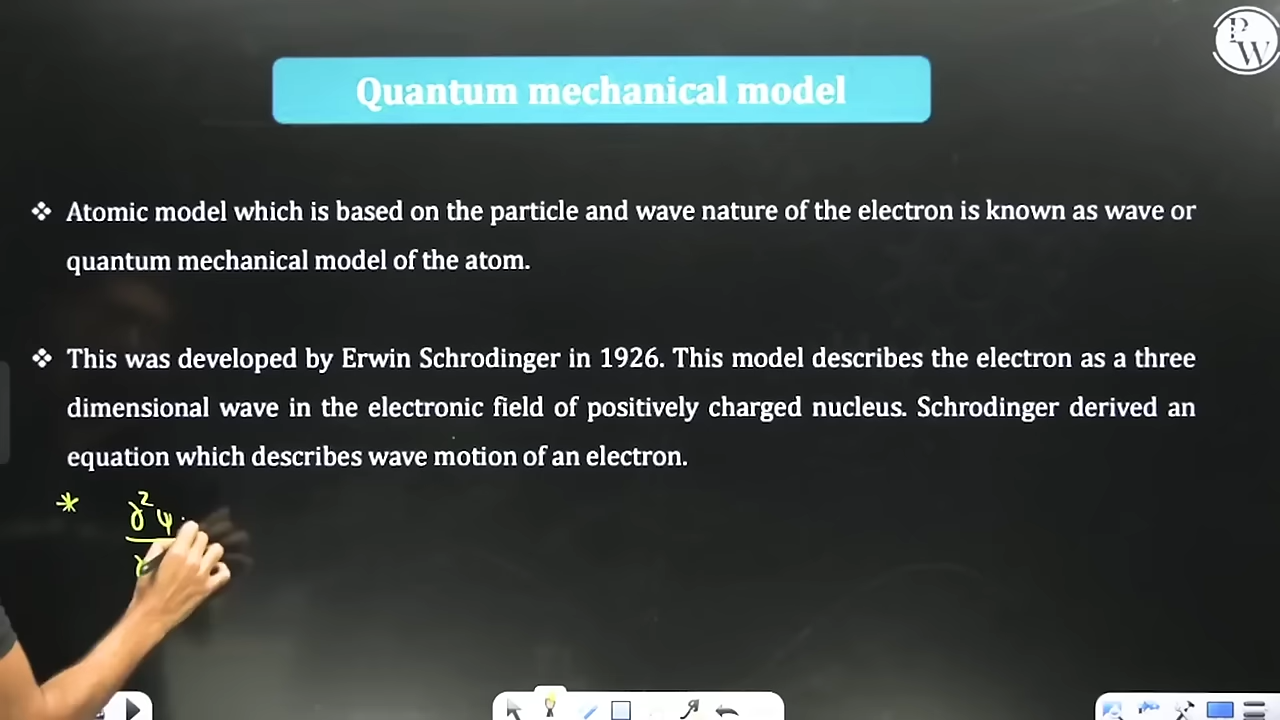 PW
Quantum mechanical model
❖ Atomic model which is based on the particle and wave nature of the electron is known as wave or
quantum mechanical model of the atom.
❖ This was developed by Erwin Schrodinger in 1926. This model describes the electron as a three
dimensional wave in the electronic field of positively charged nucleus. Schrodinger derived an
equation which describes wave motion of an electron.
* ∂²ψ